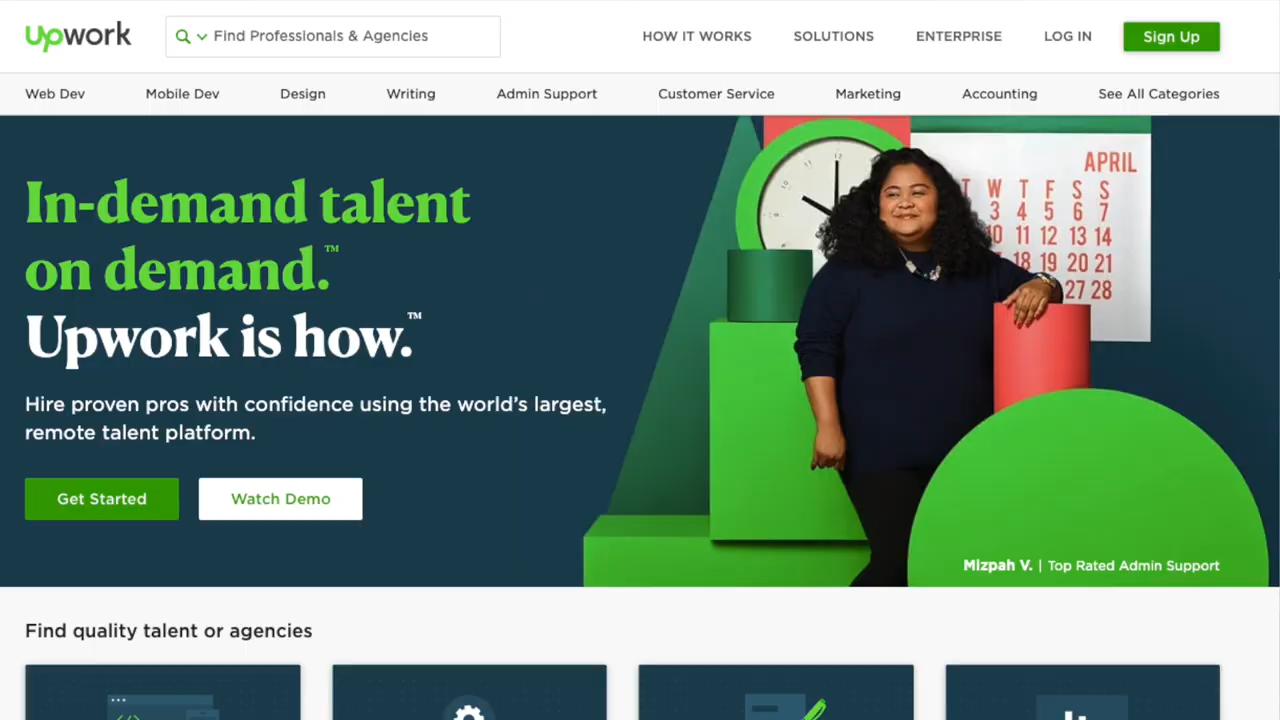 Upwork
Find Professionals & Agencies
HOW IT WORKS
SOLUTIONS
ENTERPRISE
LOG IN
Sign Up
Web Dev
Mobile Dev
Design
Writing
Admin Support
Customer Service
Marketing
Accounting
See All Categories
In-demand talent
on demand.™
Upwork is how.™
Hire proven pros with confidence using the world's largest,
remote talent platform.
Get Started
Watch Demo
12
APRIL
T W T F S S
3 4 5 6 7
10 11 12 13 14
18 19 20 21
27 28
Mizpah V. | Top Rated Admin Support
Find quality talent or agencies